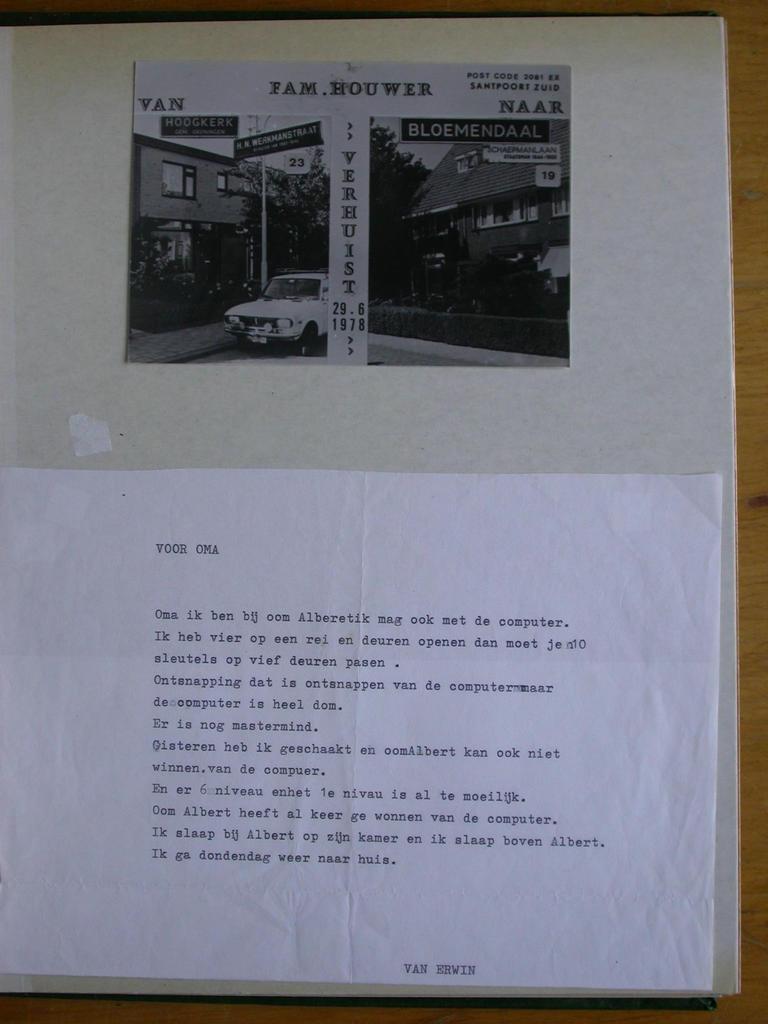 FAM. HOUWER
POST CODE 2081 EX
SANTPOORT ZUID
VAN
NAAR
HOOGKERK
GEM. GRONINGEN
H.N. WERKMANSTRAAT
23
>> VERHUIST
29.6
1978
>>
BLOEMENDAAL
SCHAEPMANLAAN
19
VOOR OMA
Oma ik ben bij oom Alberetik mag ook met de computer.
Ik heb vier op een rei en deuren openen dan moet je 10
sleutels op vief deuren pasen .
Ontsnapping dat is ontsnappen van de computermmaar
de computer is heel dom.
Er is nog mastermind.
Gisteren heb ik geschaakt en oomAlbert kan ook niet
winnen.van de compuer.
En er 6 niveau enhet 1e nivau is al te moeilijk.
Oom Albert heeft al keer ge wonnen van de computer.
Ik slaap bij Albert op zijn kamer en ik slaap boven Albert.
Ik ga dondendag weer naar huis.
VAN ERWIN